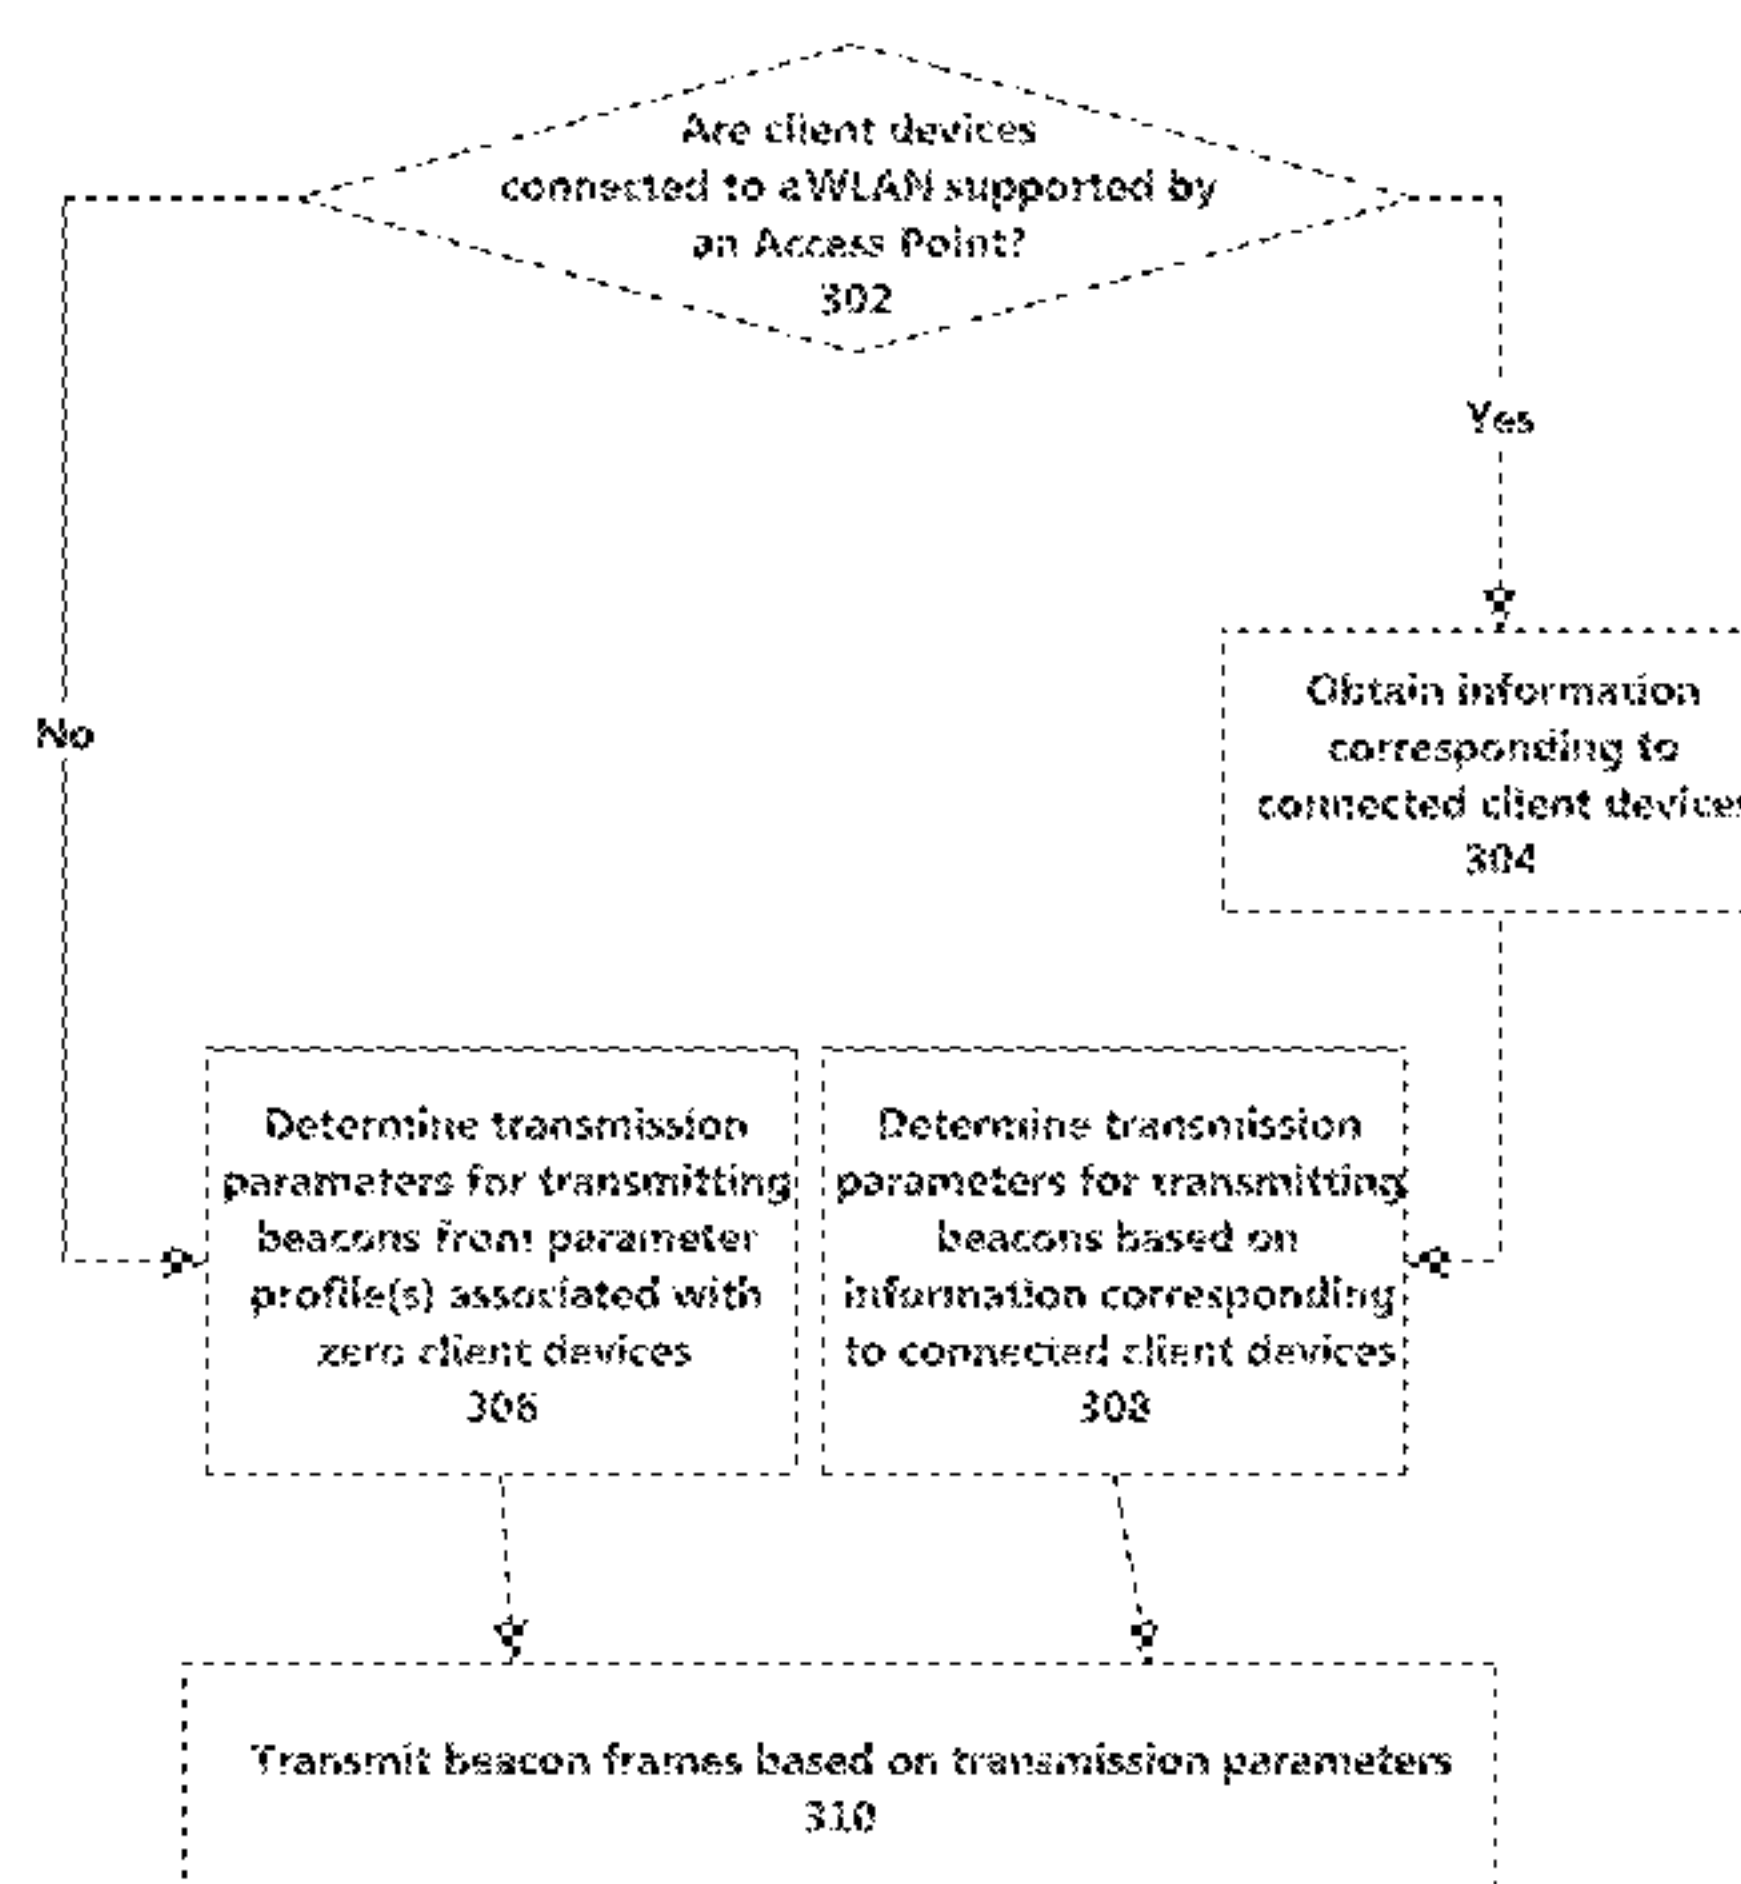 Are client devices
connected to a WLAN supported by
an Access Point?
302
Yes
No
Obtain information
corresponding to
connected client devices
304
Determine transmission
parameters for transmitting
beacons from parameter
profile(s) associated with
zero client devices
306
Determine transmission
parameters for transmitting
beacons based on
information corresponding
to connected client devices
308
Transmit beacon frames based on transmission parameters
310